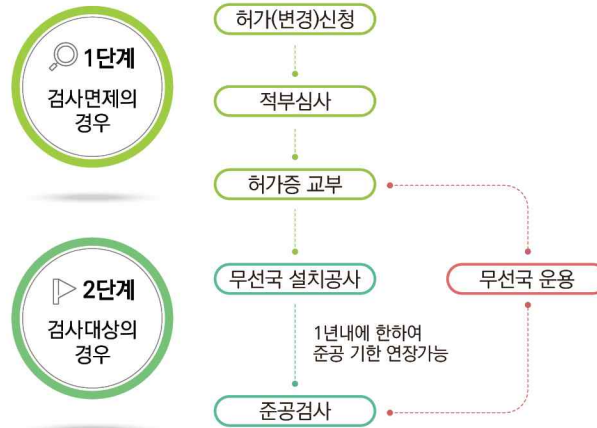 1단계
검사면제의
경우
허가(변경)신청
적부심사
허가증 교부
2단계
검사대상의
경우
무선국 설치공사
무선국 운용
1년내에 한하여
준공 기한 연장가능
준공검사